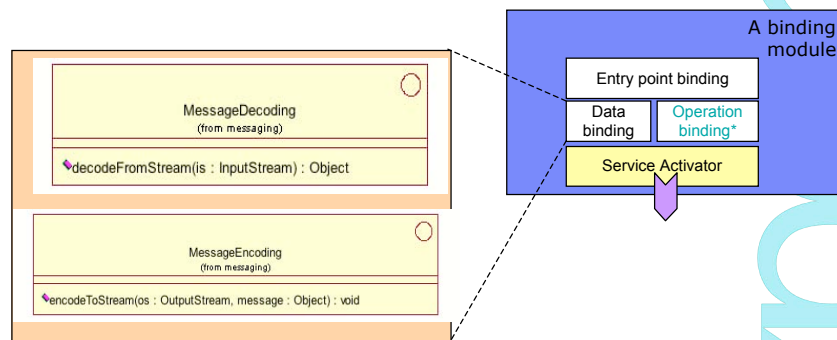 A binding
module
Entry point binding
Data
binding
Operation
binding*
Service Activator
MessageDecoding
(from messaging)
decodeFromStream(is : InputStream) : Object
MessageEncoding
(from messaging)
encodeToStream(os : OutputStream, message : Object) : void